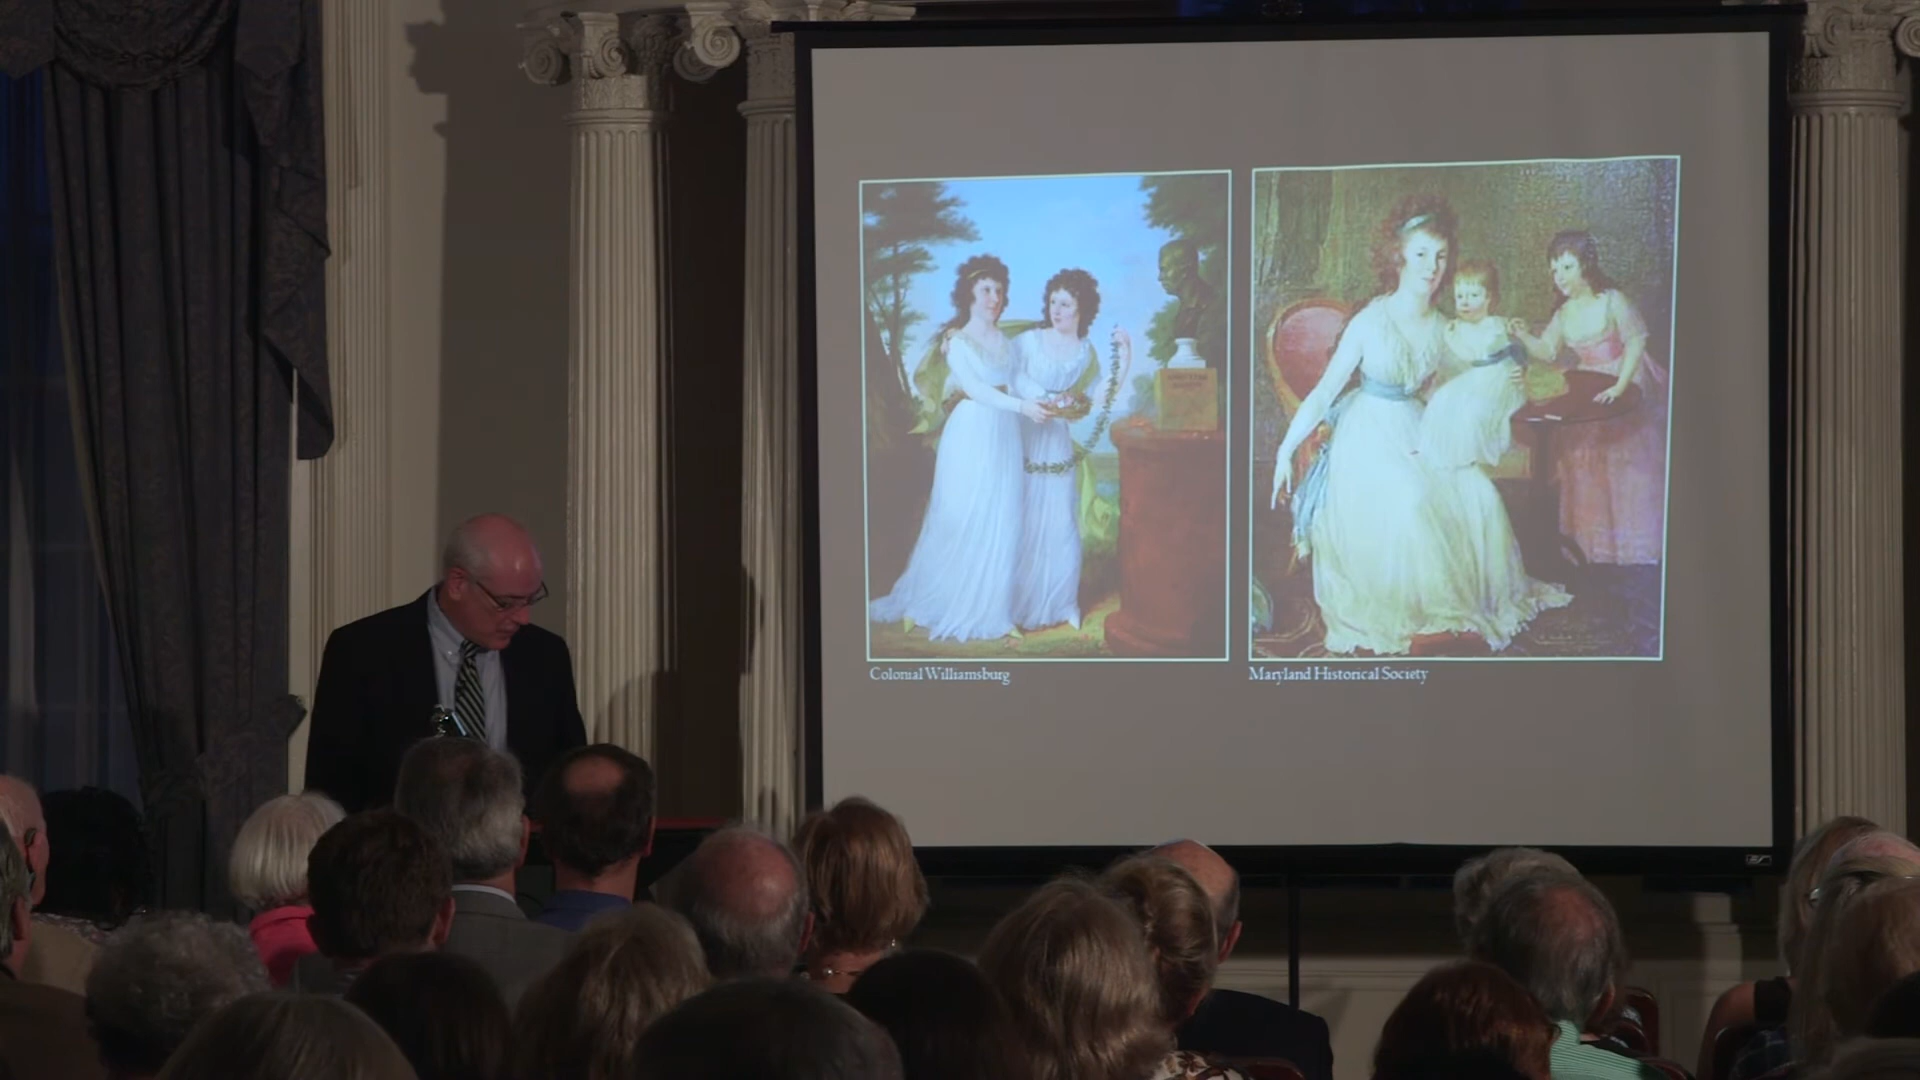 Colonial Williamsburg
Maryland Historical Society